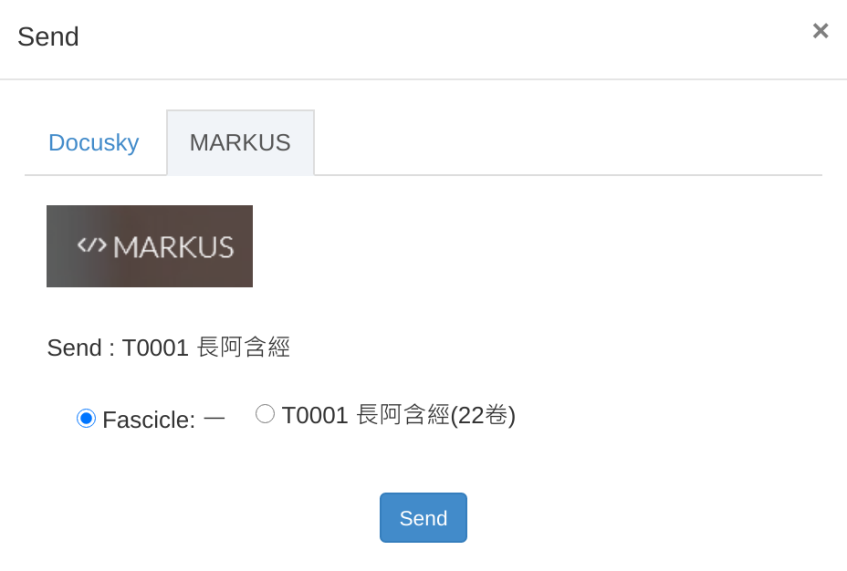 Send ×
Docusky MARKUS
</> MARKUS
Send : T0001 長阿含經
Fascicle: 一 T0001 長阿含經(22卷)
Send